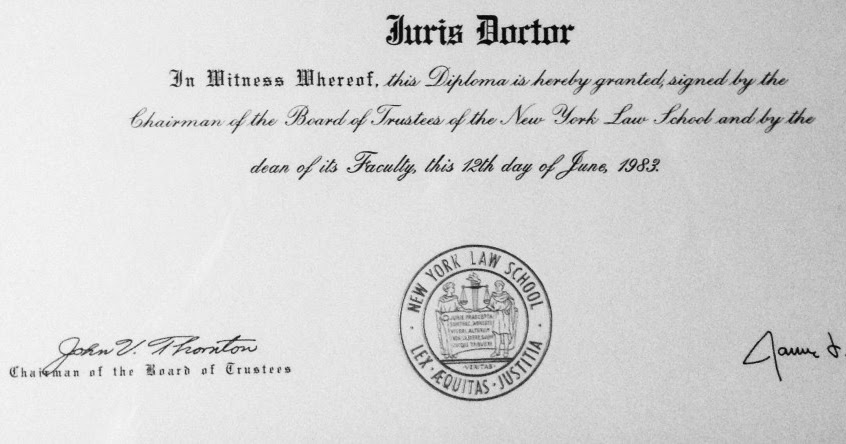 Juris Doctor
In Witness Whereof, this Diploma is hereby granted, signed by the
Chairman of the Board of Trustees of the New York Law School and by the
dean of its Faculty, this 12th day of June, 1983.
· NEW YORK LAW SCHOOL ·
LEX · ÆQUITAS · JUSTITIA
JURIS PRAECEPTA
VERITAS
John V. Thornton
Chairman of the Board of Trustees